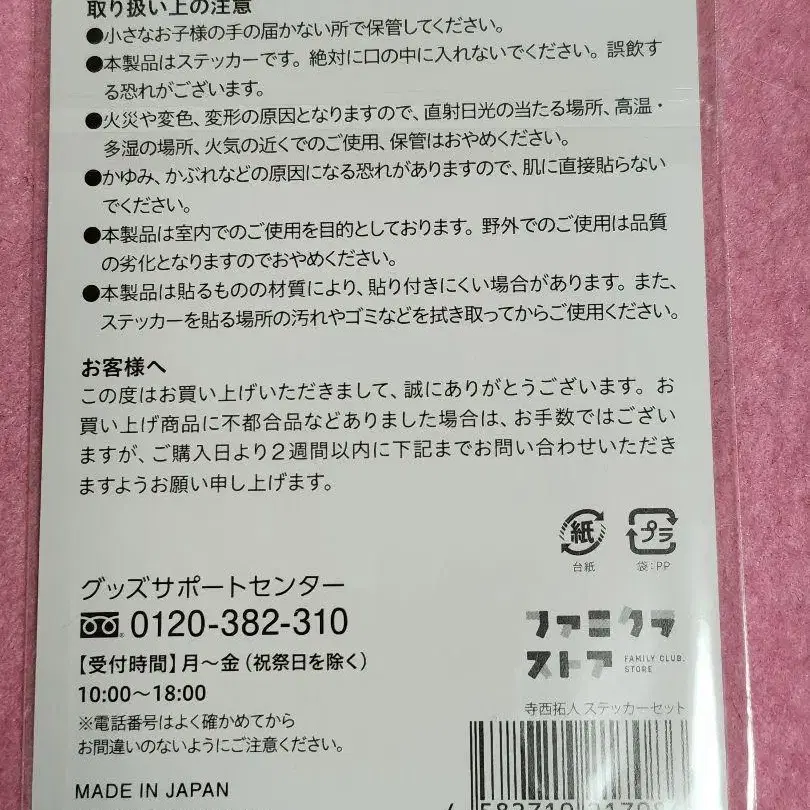 取り扱い上の注意
●小さなお子様の手の届かない所で保管してください。
●本製品はステッカーです。絶対に口の中に入れないでください。誤飲す
る恐れがございます。
●火災や変色、変形の原因となりますので、直射日光の当たる場所、高温・
多湿の場所、火気の近くでのご使用、保管はおやめください。
●かゆみ、かぶれなどの原因になる恐れがありますので、肌に直接貼らない
でください。
●本製品は室内でのご使用を目的としております。野外でのご使用は品質
の劣化となりますのでおやめください。
●本製品は貼るものの材質により、貼り付きにくい場合があります。また、
ステッカーを貼る場所の汚れやゴミなどを拭き取ってからご使用ください。
お客様へ
この度はお買い上げいただきまして、誠にありがとうございます。お
買い上げ商品に不都合品などありました場合は、お手数ではござい
ますが、ご購入日より2週間以内に下記までお問い合わせいただき
ますようお願い申し上げます。
紙 プラ
台紙 袋:PP
グッズサポートセンター
0120-382-310
【受付時間】月〜金（祝祭日を除く）
10:00〜18:00
※電話番号はよく確かめてから
お間違いのないようにご注意ください。
ファミクラ
ストア FAMILY CLUB.
STORE
寺西拓人 ステッカーセット
MADE IN JAPAN